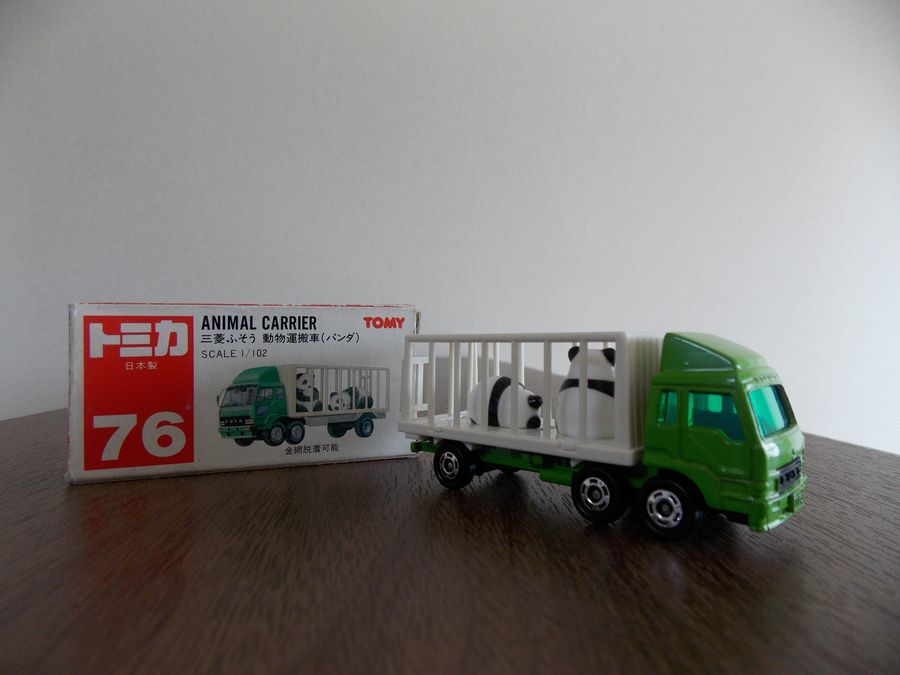 トミカ
日本製
76
ANIMAL CARRIER
TOMY
三菱ふそう 動物運搬車(パンダ)
SCALE 1/102
FUSO
金網脱着可能